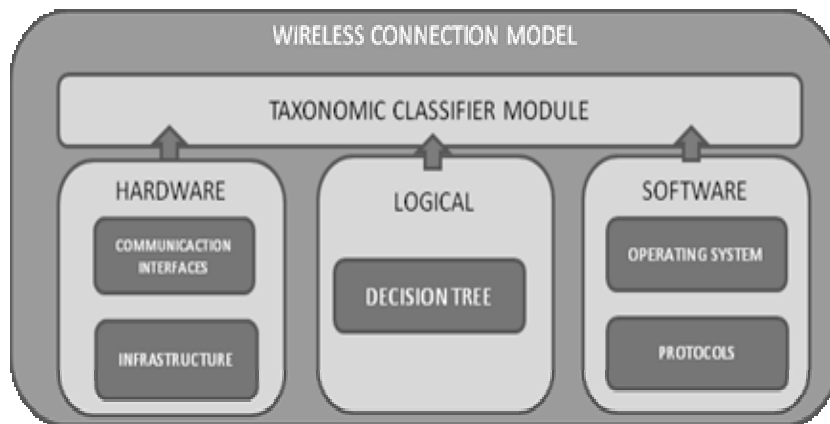 WIRELESS CONNECTION MODEL
TAXONOMIC CLASSIFIER MODULE
HARDWARE
COMMUNICACTION
INTERFACES
INFRASTRUCTURE
LOGICAL
DECISION TREE
SOFTWARE
OPERATING SYSTEM
PROTOCOLS